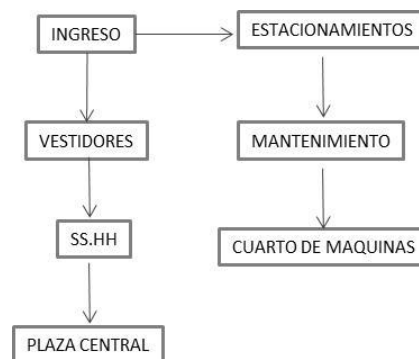 INGRESO
ESTACIONAMIENTOS
VESTIDORES
MANTENIMIENTO
SS.HH
CUARTO DE MAQUINAS
PLAZA CENTRAL